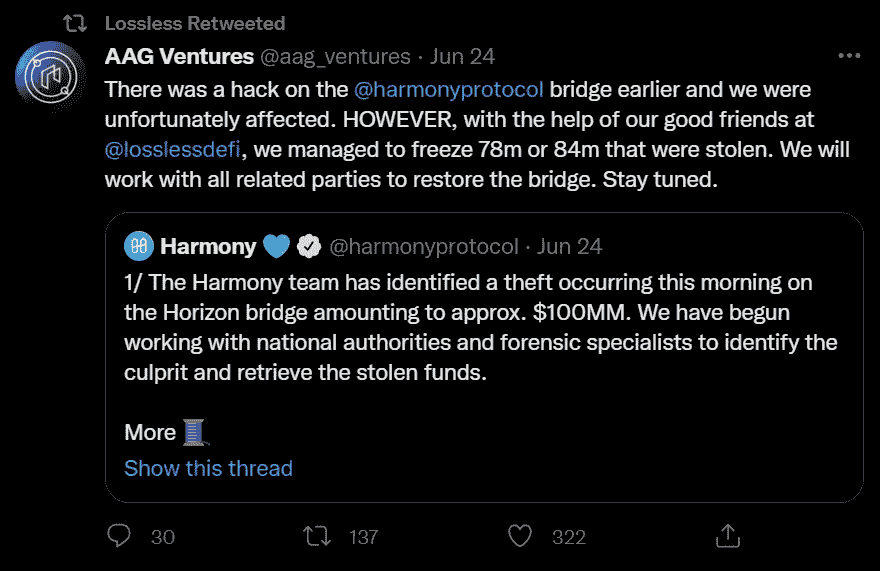 Lossless Retweeted
AAG Ventures @aag_ventures · Jun 24
There was a hack on the @harmonyprotocol bridge earlier and we were
unfortunately affected. HOWEVER, with the help of our good friends at
@losslessdefi, we managed to freeze 78m or 84m that were stolen. We will
work with all related parties to restore the bridge. Stay tuned.
Harmony 💙 @harmonyprotocol · Jun 24
1/ The Harmony team has identified a theft occurring this morning on
the Horizon bridge amounting to approx. $100MM. We have begun
working with national authorities and forensic specialists to identify the
culprit and retrieve the stolen funds.
More 🧵
Show this thread
30 137 322